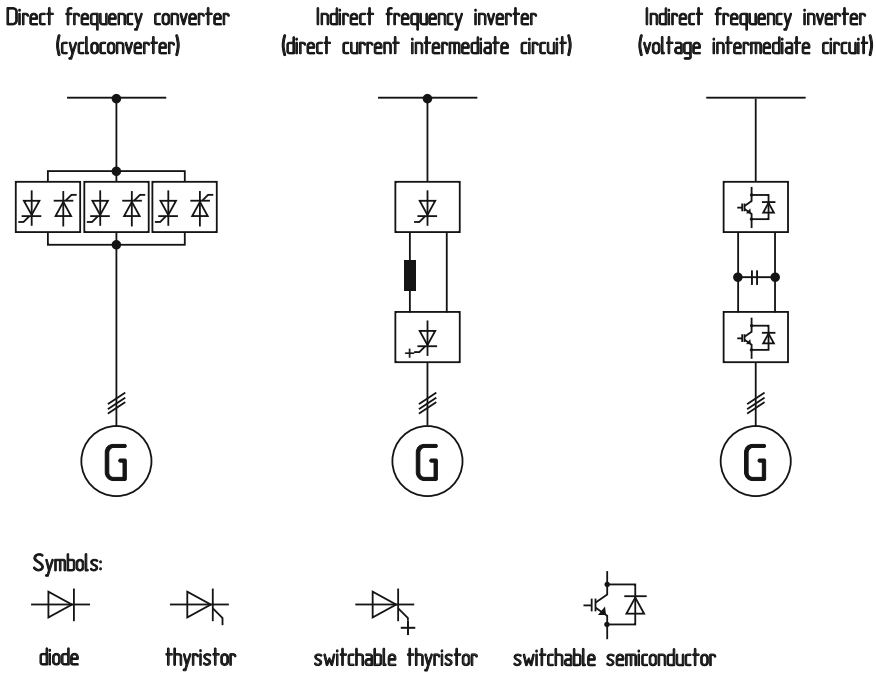 Direct frequency converter
(cycloconverter)
Indirect frequency inverter
(direct current intermediate circuit)
Indirect frequency inverter
(voltage intermediate circuit)
G
G
G
Symbols:
diode
thyristor
switchable thyristor
switchable semiconductor